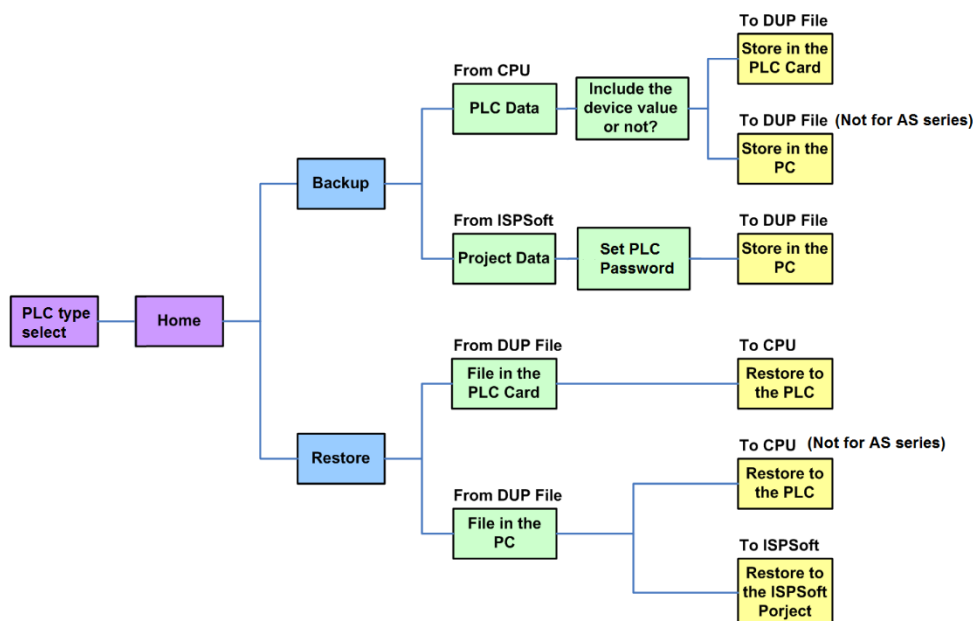 PLC type
select
Home
Backup
From CPU
PLC Data
Include the
device value
or not?
To DUP File
Store in the
PLC Card
To DUP File (Not for AS series)
Store in the
PC
From ISPSoft
Project Data
Set PLC
Password
To DUP File
Store in the
PC
Restore
From DUP File
File in the
PLC Card
To CPU
Restore to
the PLC
From DUP File
File in the
PC
To CPU (Not for AS series)
Restore to
the PLC
To ISPSoft
Restore to
the ISPSoft
Porject